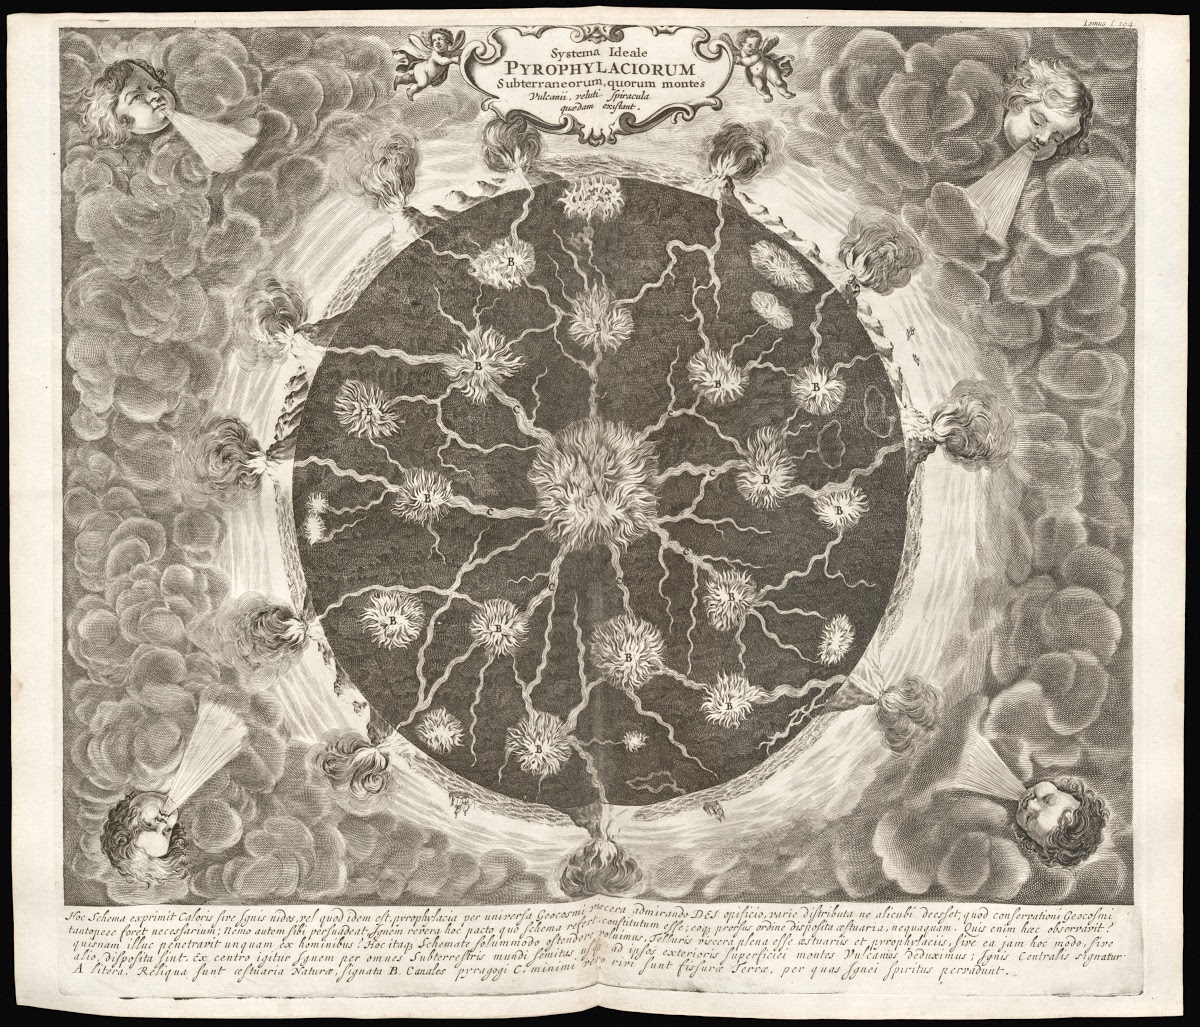 Tomus I. 204.
Systema Ideale
PYROPHYLACIORUM
Subterraneorum, quorum montes
Vulcanii, veluti spiracula
quædam existant.
B
B
B
B
B
B
C
C
A
C
B
B
B
C
C
C
C
B
B
B
B
B
B
Hoc Schema exprimit Caloris sive Ignis nidos, vel quod idem est, pyrophylacia per universa Geocosmi viscera admirando DEI opificio, varie distributa ne alicubi deesset, quod conservationi Geocosmi
tantopere foret necessarium; Nemo autem sibi persuadeat Ignem revera hoc pacto quo schema refert constitutum esse; eoque prorsus ordine disposita æstuaria, nequaquam. Quis enim hæc observavit?
quisnam illuc penetravit unquam ex hominibus? Hoc itaque Schemate solummodo ostendere volumus, Telluris viscera plena esse æstuariis et pyrophylaciis, sive ea jam hoc modo, sive
alio, disposita sint. Ex centro igitur Ignem per omnes Subterrestris mundi semitas, ad ipsos exterioris superficiei montes Vulcanios deduximus; Ignis Centralis signatur
A litera. Reliqua sunt æstuaria Naturæ, signata B. Canales pyragogi C. minimi vero rivi sunt fissuræ Terræ, per quas Ignei spiritus pervadunt.